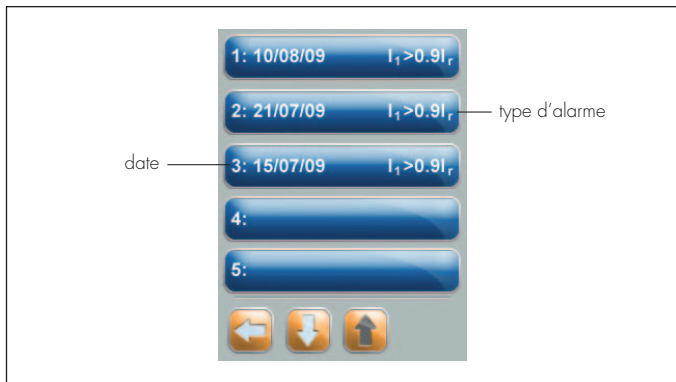 1: 10/08/09 I₁>0.9Iᵣ
2: 21/07/09 I₁>0.9Iᵣ
type d'alarme
date
3: 15/07/09 I₁>0.9Iᵣ
4:
5: